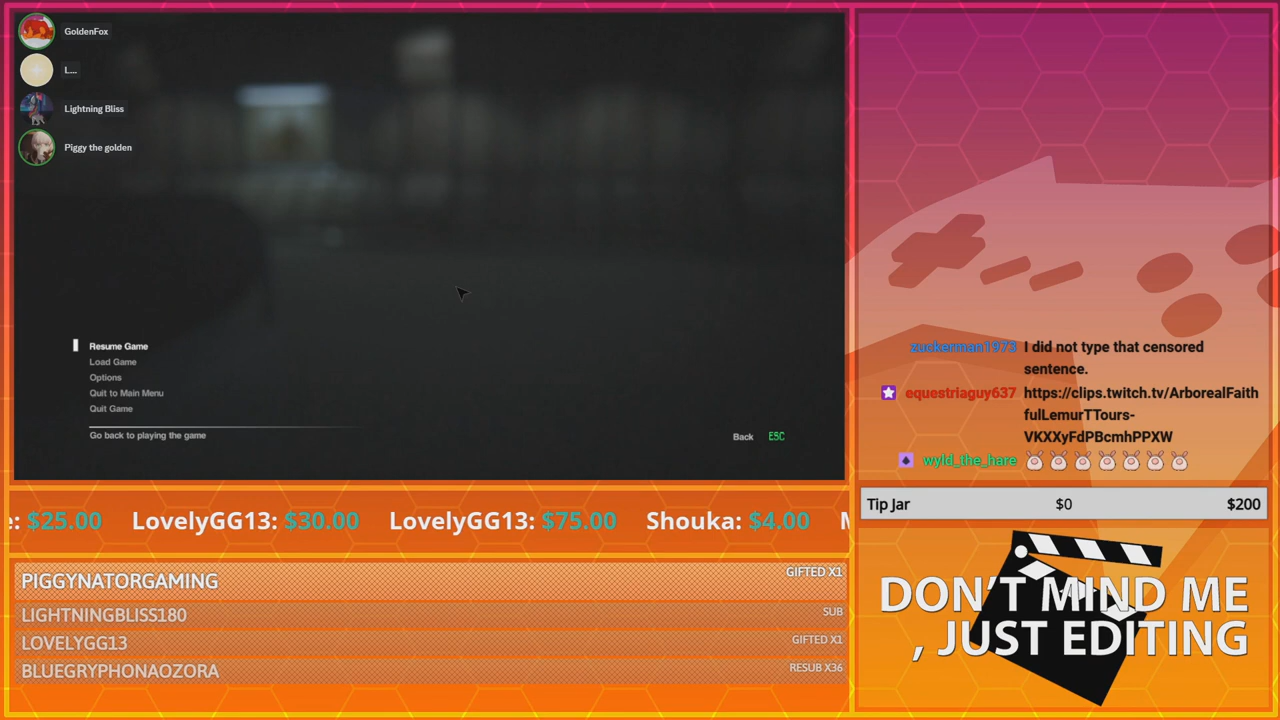 GoldenFox
L...
Lightning Bliss
Piggy the golden
Resume Game
Load Game
Options
Quit to Main Menu
Quit Game
Go back to playing the game
Back ESC
zuckerman1973 I did not type that censored
sentence.
equestriaguy637 https://clips.twitch.tv/ArborealFaith
fulLemurTTours-
VKXXyFdPBcmhPPXW
wyld_the_hare
e: $25.00 LovelyGG13: $30.00 LovelyGG13: $75.00 Shouka: $4.00
Tip Jar $0 $200
PIGGYNATORGAMING GIFTED X1
LIGHTNINGBLISS180 SUB
LOVELYGG13 GIFTED X1
BLUEGRYPHONAOZORA RESUB X36
DON'T MIND ME
, JUST EDITING